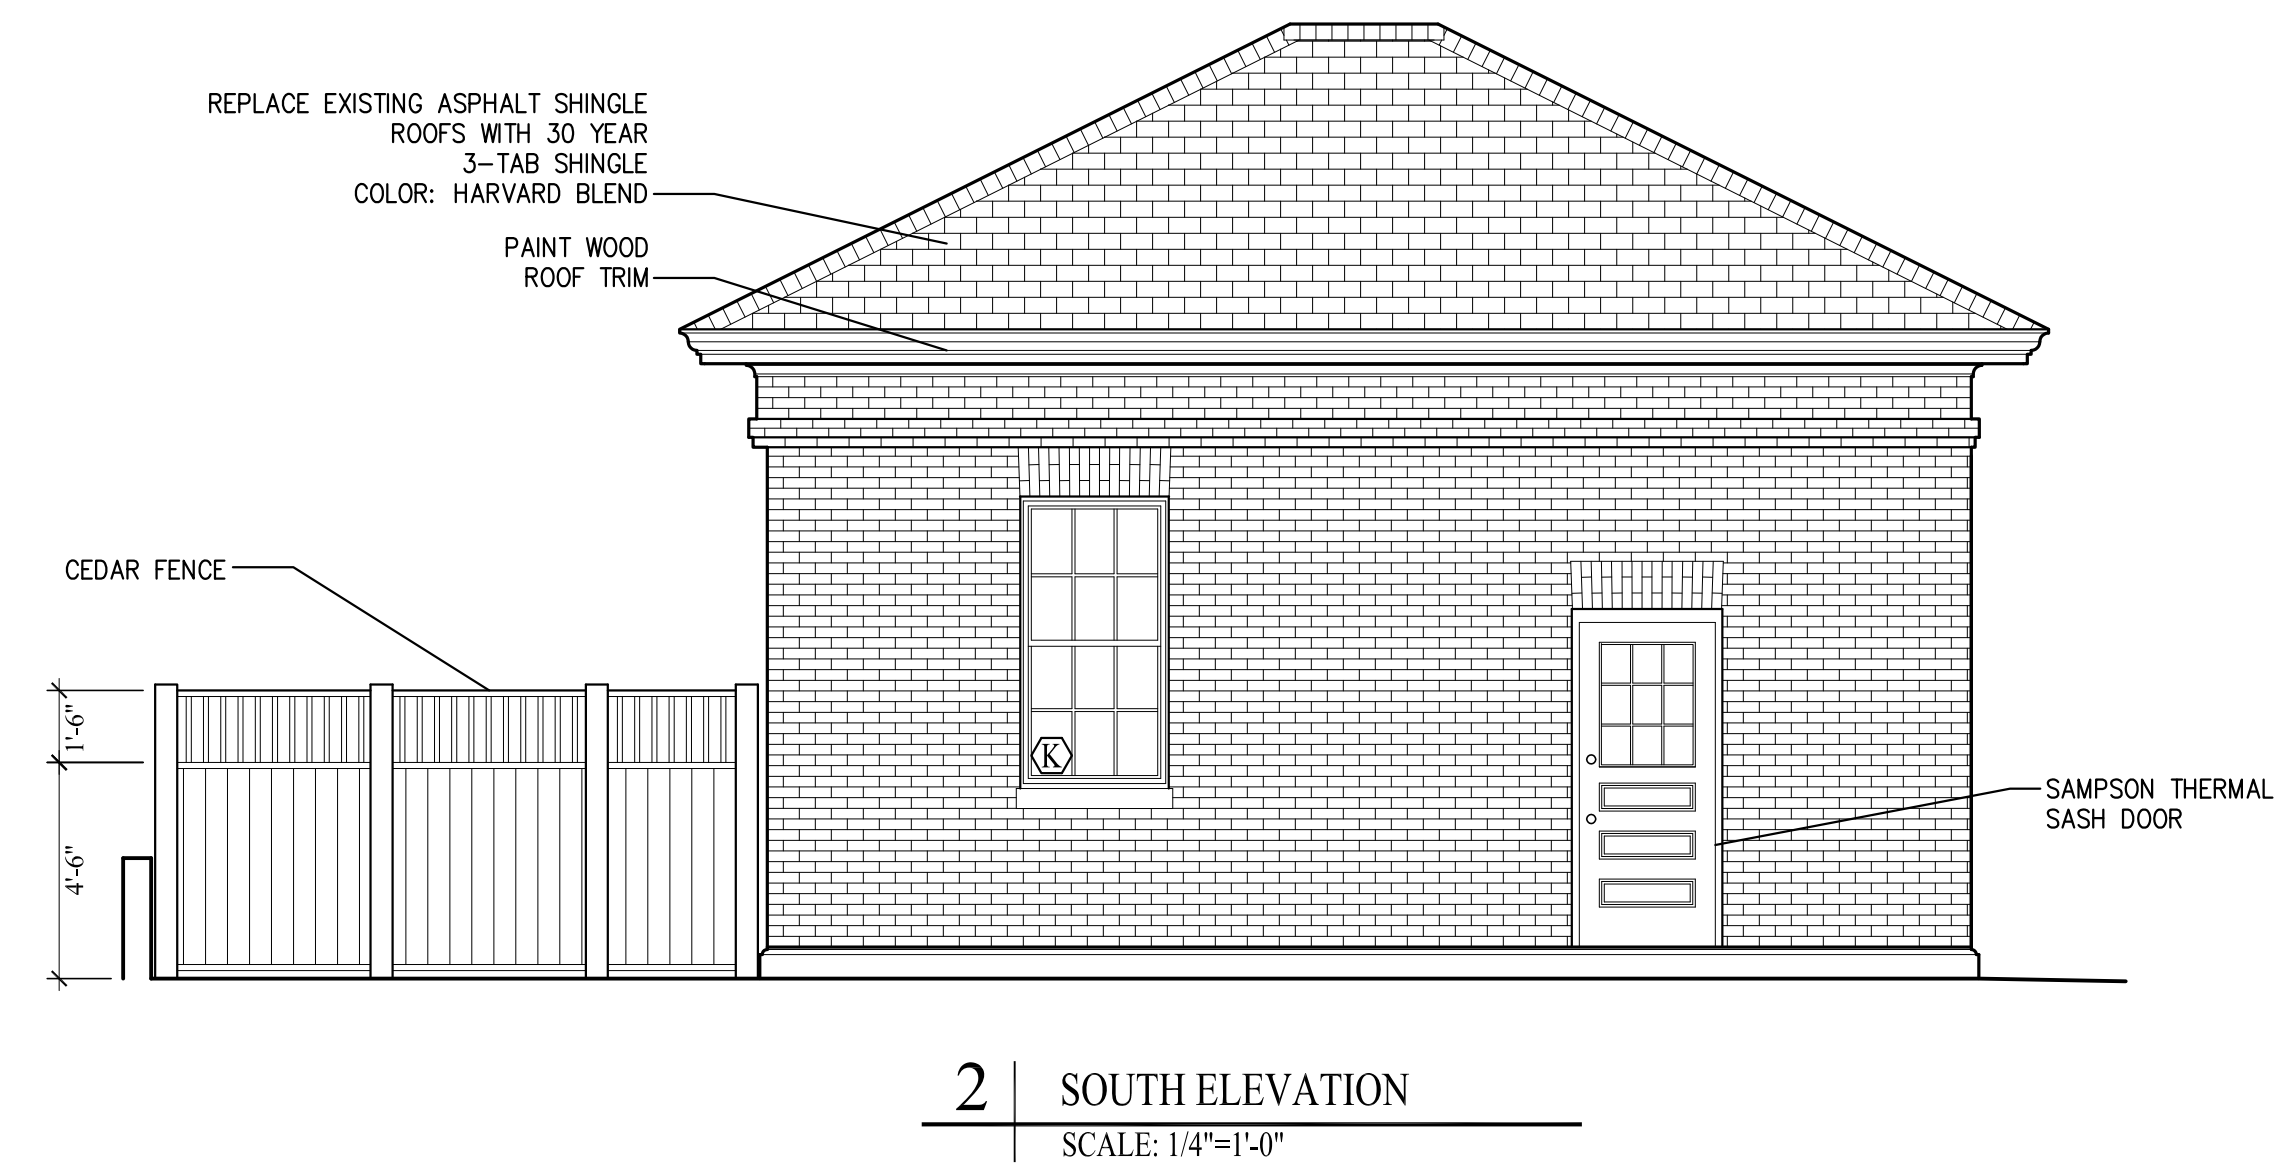 REPLACE EXISTING ASPHALT SHINGLE
ROOFS WITH 30 YEAR
3-TAB SHINGLE
COLOR: HARVARD BLEND
PAINT WOOD
ROOF TRIM
CEDAR FENCE
1'-6"
4'-6"
K
SAMPSON THERMAL
SASH DOOR
2 SOUTH ELEVATION
SCALE: 1/4"=1'-0"